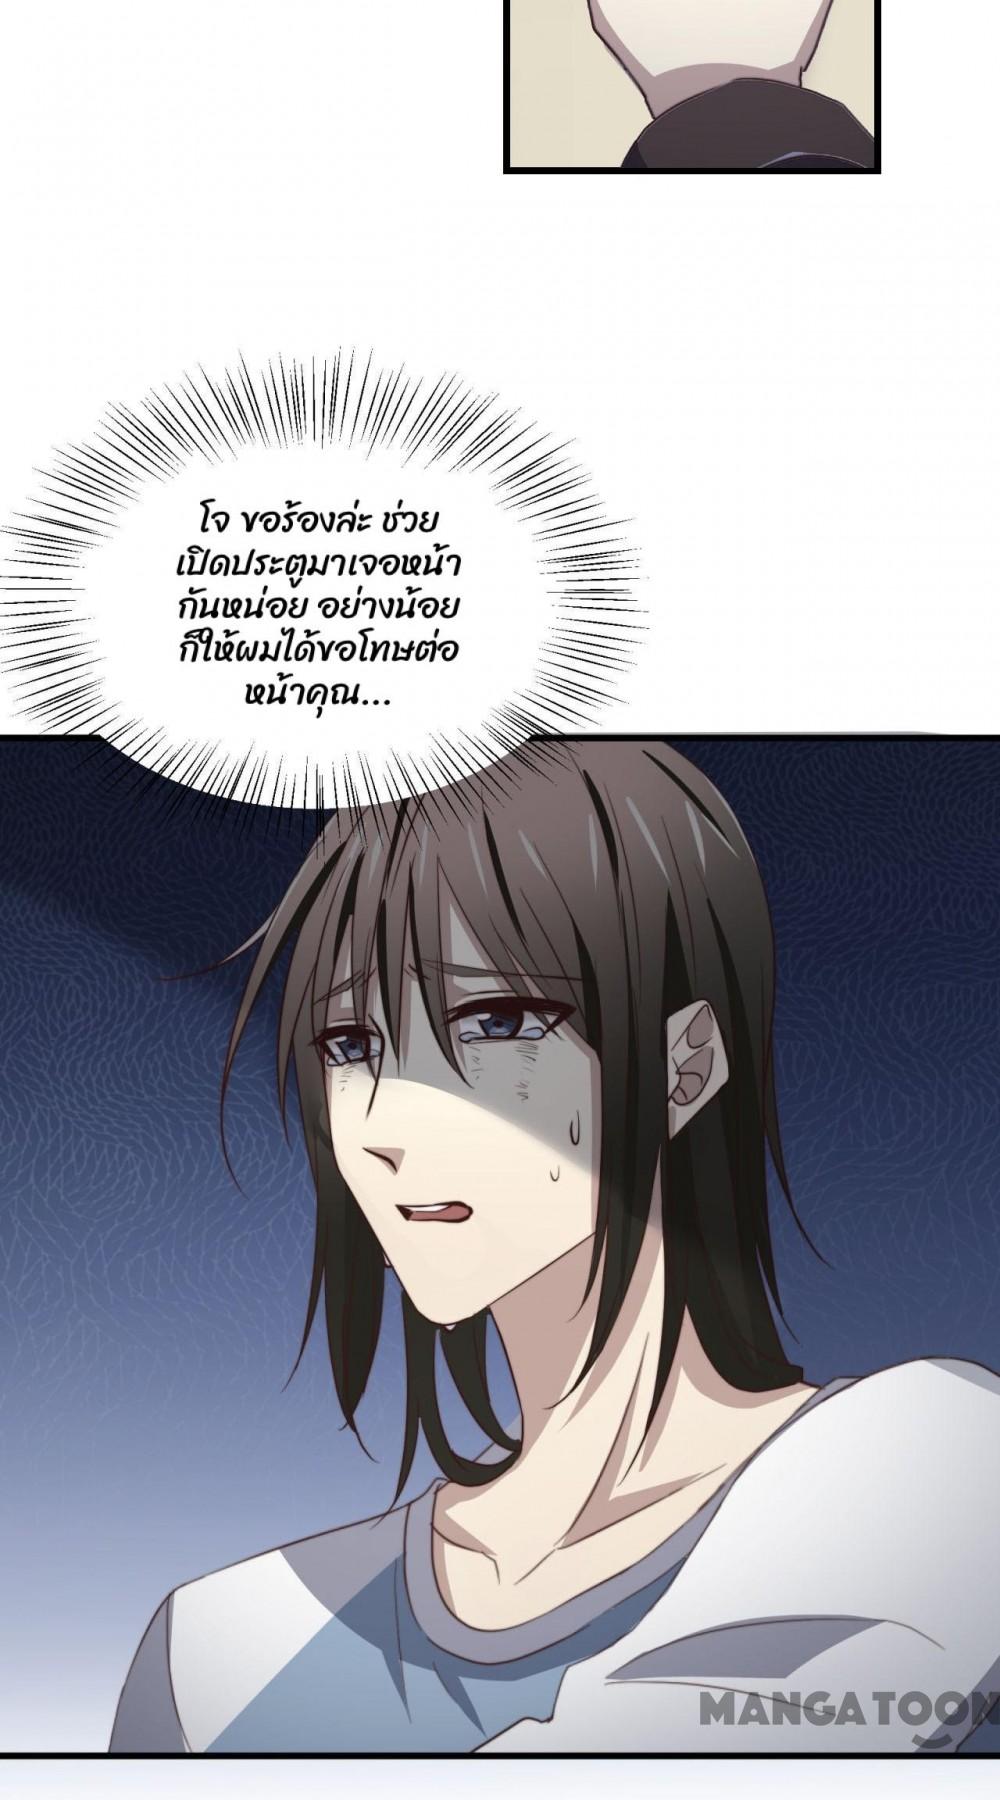 โจ ขอร้องล่ะ ช่วย
เปิดประตูมาเจอหน้า
กันหน่อย อย่างน้อย
ก็ให้ผมได้ขอโทษต่อ
หน้าคุณ...
MANGATOON